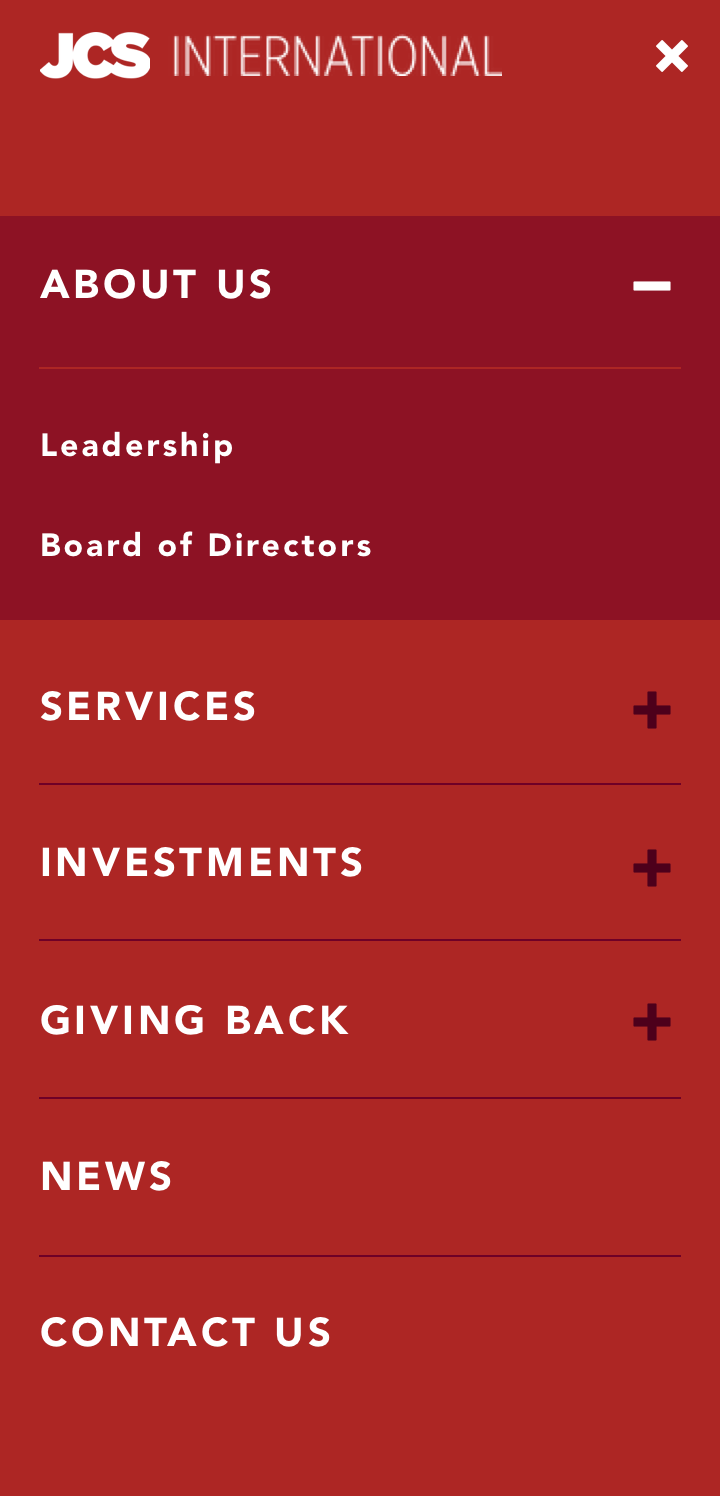 JCS INTERNATIONAL
ABOUT US
Leadership
Board of Directors
SERVICES
INVESTMENTS
GIVING BACK
NEWS
CONTACT US